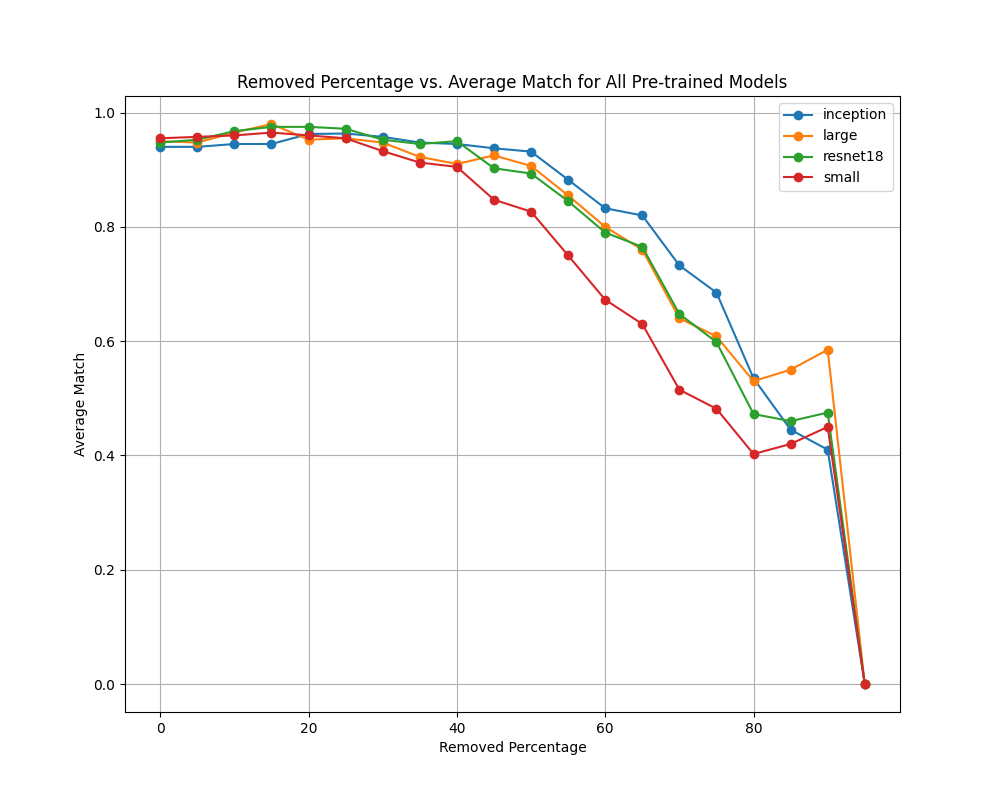 Removed Percentage vs. Average Match for All Pre-trained Models
inception
large
resnet18
small
1.0
0.8
0.6
0.4
0.2
0.0
Average Match
0 20 40 60 80
Removed Percentage